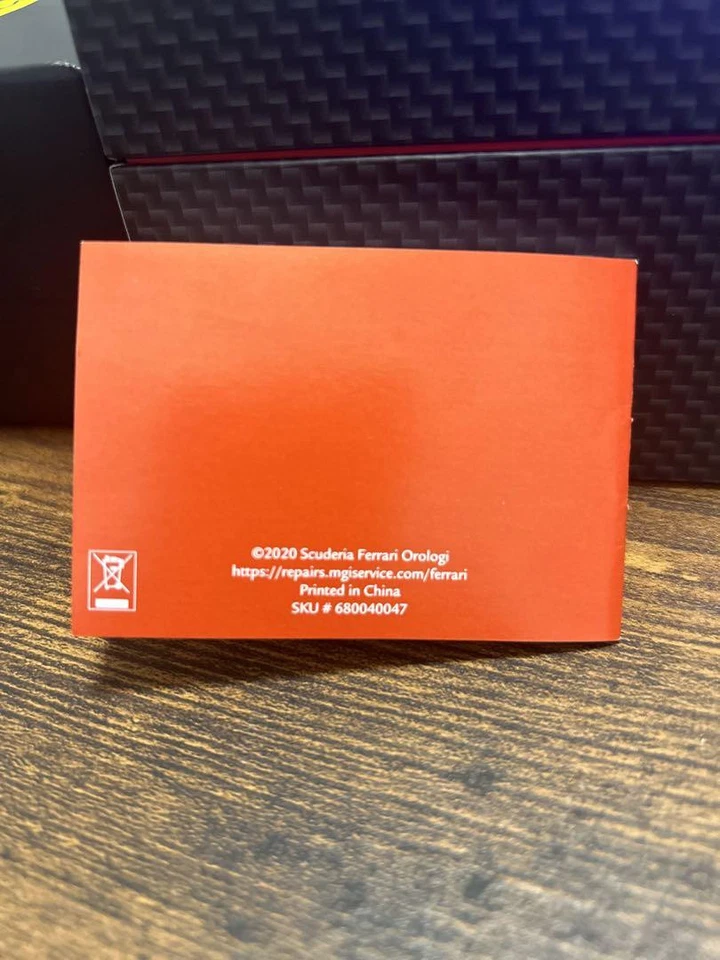 ©2020 Scuderia Ferrari Orologi
https://repairs.mgiservice.com/ferrari
Printed in China
SKU # 680040047